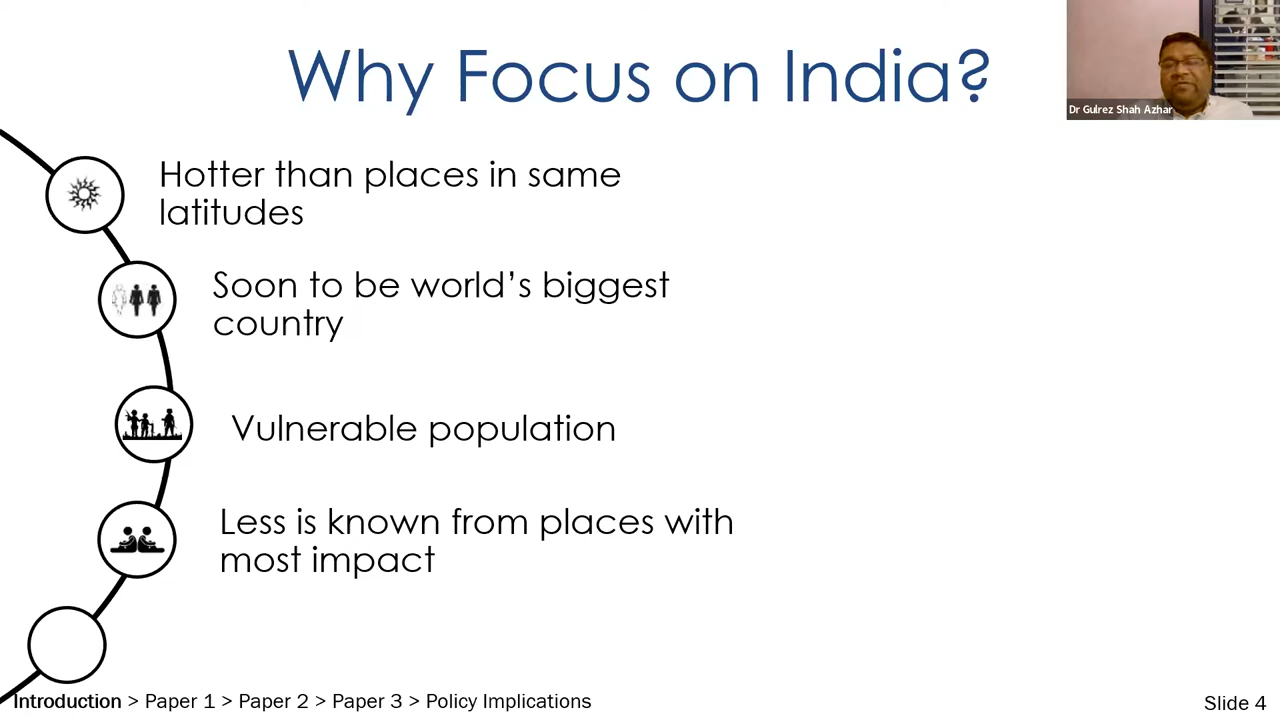 Why Focus on India?
Dr Gulrez Shah Azhar
Hotter than places in same
latitudes
Soon to be world's biggest
country
Vulnerable population
Less is known from places with
most impact
Introduction > Paper 1 > Paper 2 > Paper 3 > Policy Implications
Slide 4